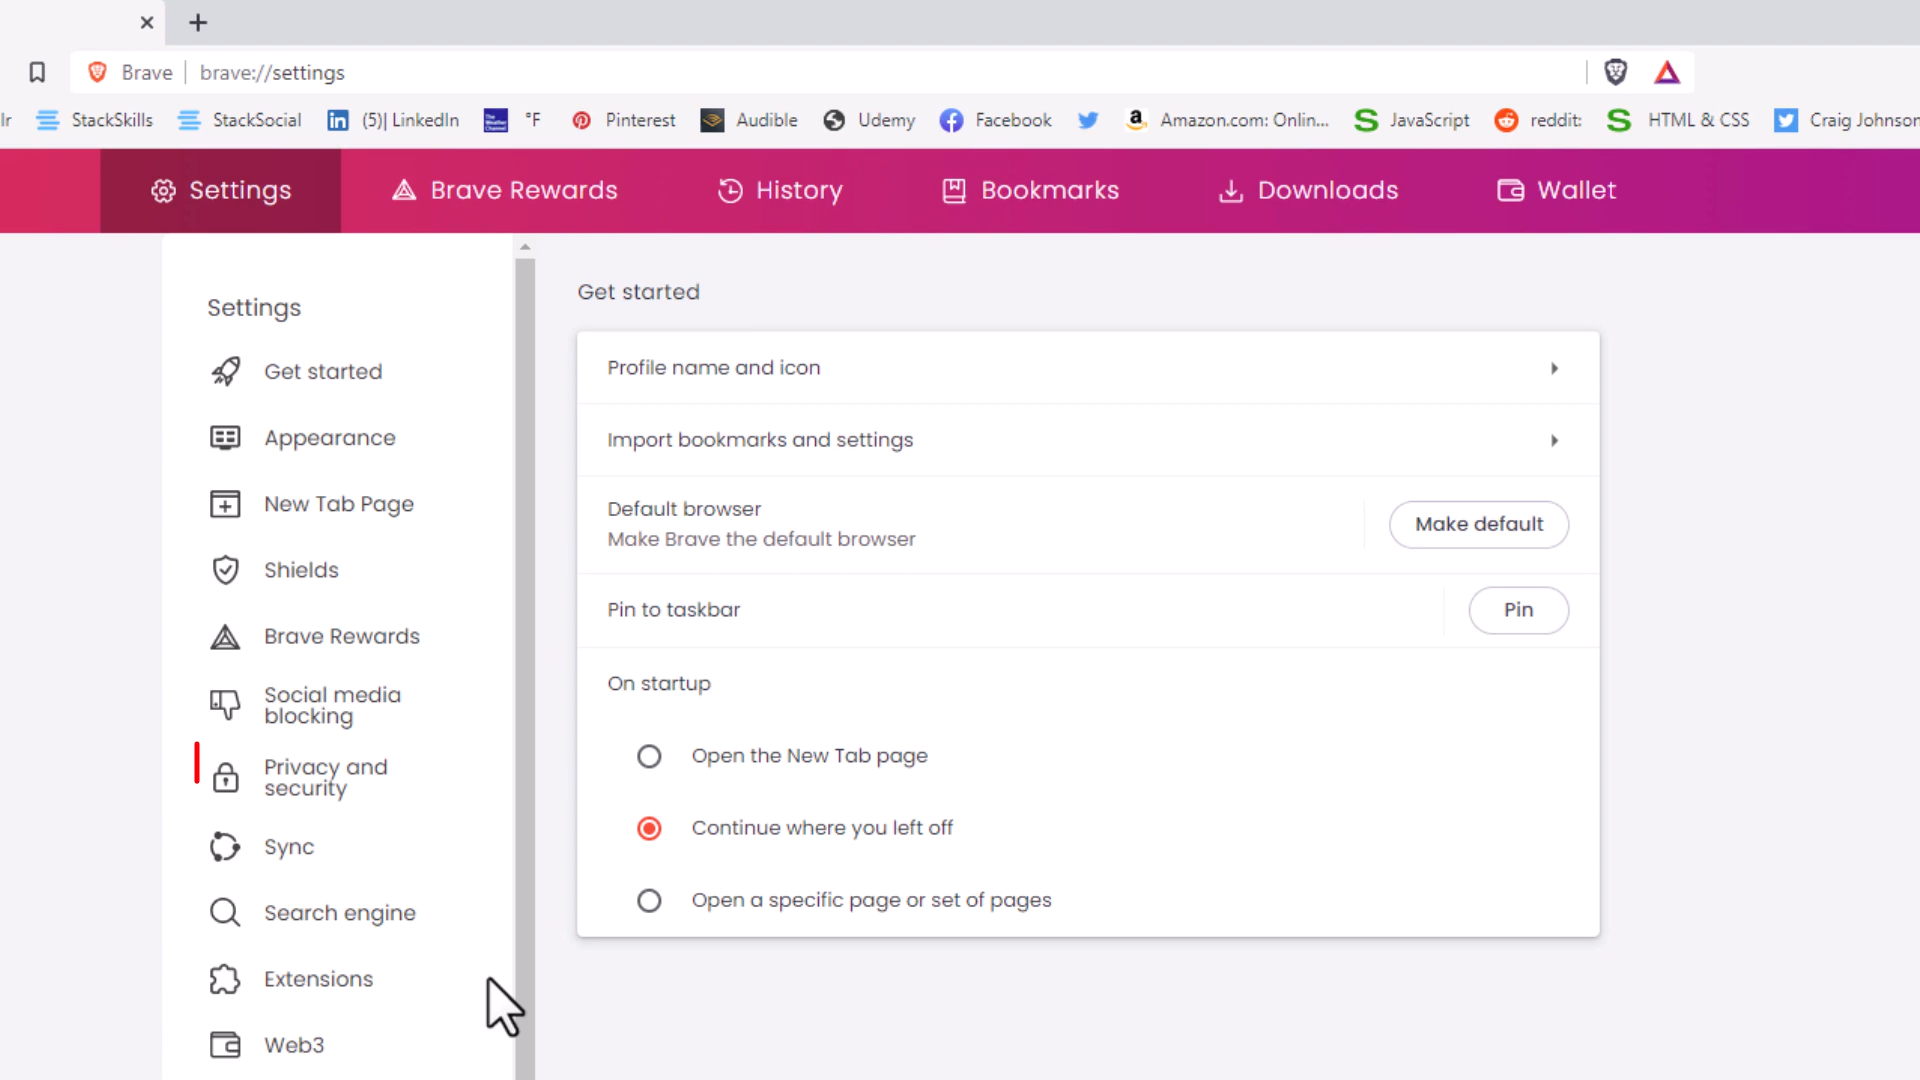 Brave | brave://settings
lr StackSkills StackSocial (5)| LinkedIn °F Pinterest Audible Udemy Facebook Amazon.com: Onlin... JavaScript reddit: HTML & CSS Craig Johnson
Settings Brave Rewards History Bookmarks Downloads Wallet
Settings
Get started
Appearance
New Tab Page
Shields
Brave Rewards
Social media
blocking
Privacy and
security
Sync
Search engine
Extensions
Web3
Get started
Profile name and icon
Import bookmarks and settings
Default browser
Make Brave the default browser
Make default
Pin to taskbar
Pin
On startup
Open the New Tab page
Continue where you left off
Open a specific page or set of pages